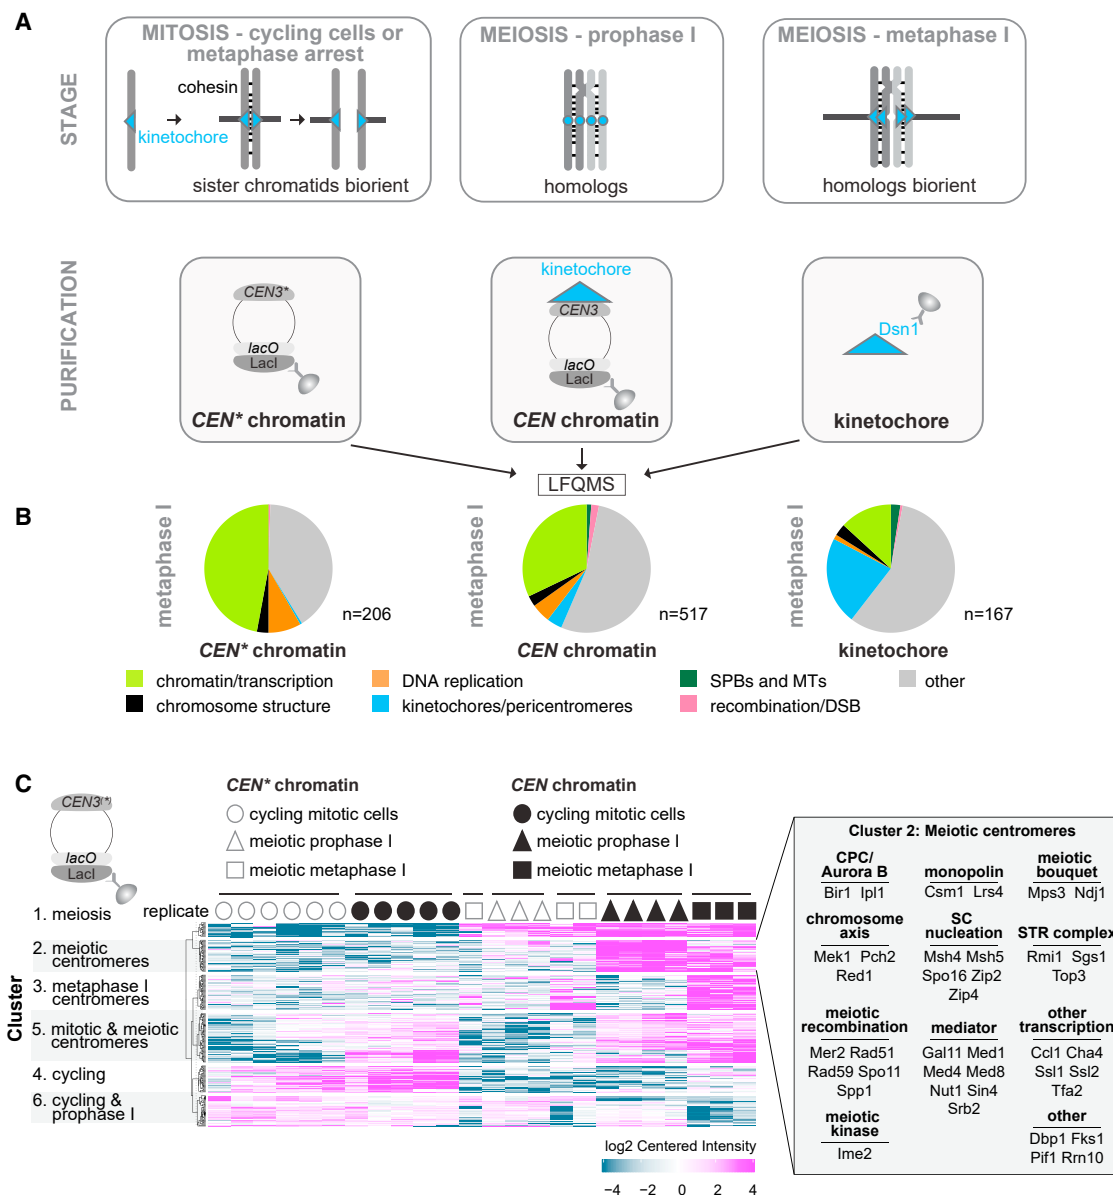 A
STAGE
MITOSIS - cycling cells or
metaphase arrest
cohesin
kinetochore
sister chromatids biorient
MEIOSIS - prophase I
homologs
MEIOSIS - metaphase I
homologs biorient
PURIFICATION
CEN3*
lacO
LacI
CEN* chromatin
kinetochore
CEN3
lacO
LacI
CEN chromatin
Dsn1
kinetochore
LFQMS
B
metaphase I
n=206
CEN* chromatin
metaphase I
n=517
CEN chromatin
metaphase I
n=167
kinetochore
chromatin/transcription
chromosome structure
DNA replication
kinetochores/pericentromeres
SPBs and MTs
recombination/DSB
other
C
CEN3(*)
lacO
LacI
CEN* chromatin
cycling mitotic cells
meiotic prophase I
meiotic metaphase I
CEN chromatin
cycling mitotic cells
meiotic prophase I
meiotic metaphase I
replicate
Cluster
1. meiosis
2. meiotic
centromeres
3. metaphase I
centromeres
5. mitotic & meiotic
centromeres
4. cycling
6. cycling &
prophase I
log2 Centered Intensity
−4 −2 0 2 4
Cluster 2: Meiotic centromeres
CPC/
Aurora B
Bir1 Ipl1
monopolin
Csm1 Lrs4
meiotic
bouquet
Mps3 Ndj1
chromosome
axis
Mek1 Pch2
Red1
SC
nucleation
Msh4 Msh5
Spo16 Zip2
Zip4
STR complex
Rmi1 Sgs1
Top3
meiotic
recombination
Mer2 Rad51
Rad59 Spo11
Spp1
mediator
Gal11 Med1
Med4 Med8
Nut1 Sin4
Srb2
other
transcription
Ccl1 Cha4
Ssl1 Ssl2
Tfa2
meiotic
kinase
Ime2
other
Dbp1 Fks1
Pif1 Rrn10